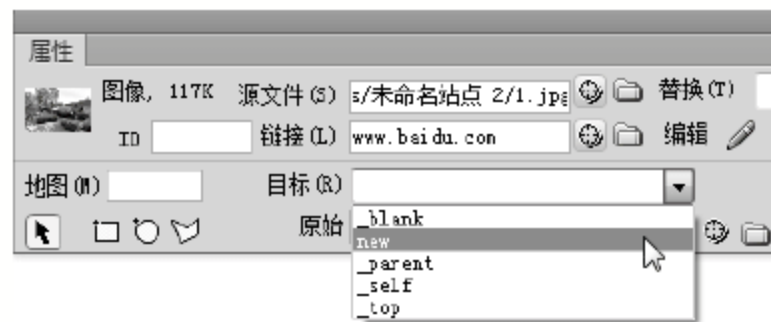 属性
图像, 117K 源文件(S) s/未命名站点 2/1.jpg 替换(T)
ID 链接(L) www.baidu.con 编辑
地图(M) 目标(R)
原始 _blank
new
_parent
_self
_top